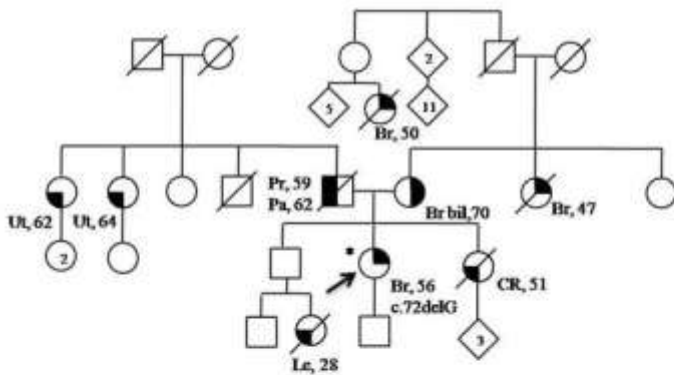 2
5
11
Br, 50
Pr, 59
Pa, 62
Ut, 62
Ut, 64
Br bil,70
Br, 47
2
*
Br, 56
c.72delG
CR, 51
3
Le, 28